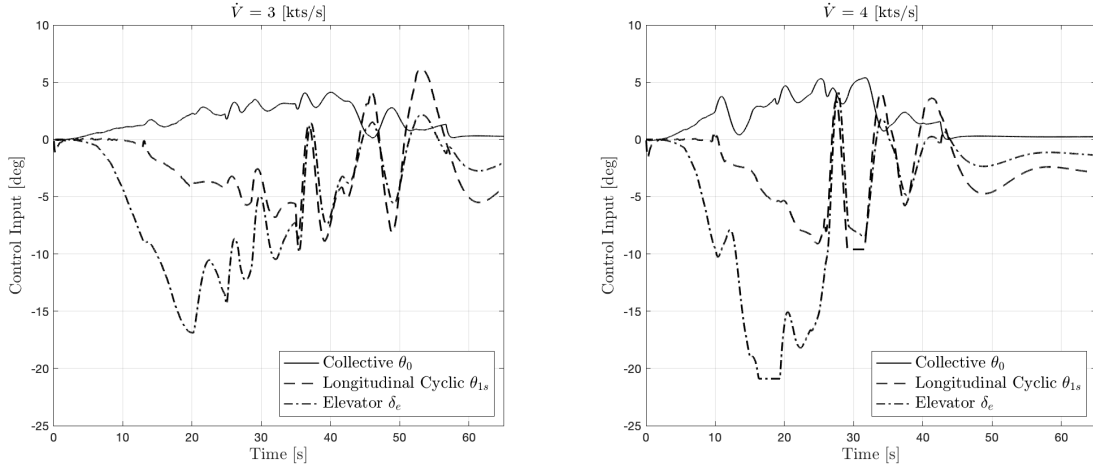 V̇ = 3 [kts/s]
10
5
0
-5
-10
-15
-20
-25
Control Input [deg]
0 10 20 30 40 50 60
Time [s]
Collective θ₀
Longitudinal Cyclic θ₁ₛ
Elevator δₑ
V̇ = 4 [kts/s]
10
5
0
-5
-10
-15
-20
-25
Control Input [deg]
0 10 20 30 40 50 60
Time [s]
Collective θ₀
Longitudinal Cyclic θ₁ₛ
Elevator δₑ